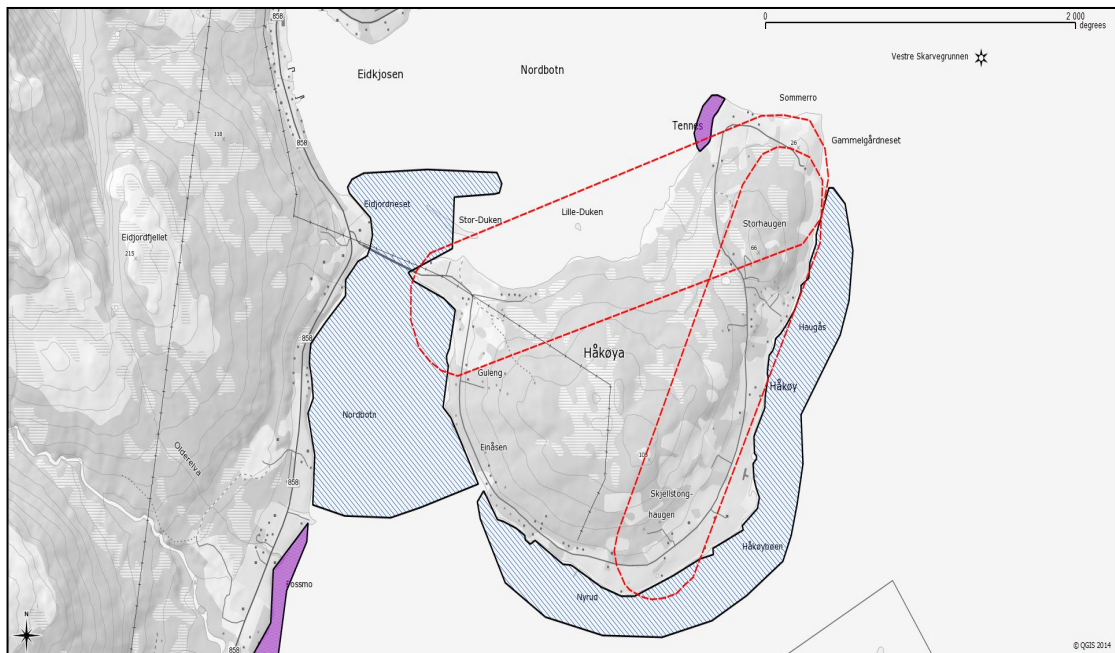 858
0
2 000
degrees
Vestre Skarvegrunnen
Eidkjosen
Nordbotn
Sommerro
Tennes
Gammelgårdneset
118
858
26
Eidjordneset
Stor-Duken
Lille-Duken
Storhaugen
Eidjordfjellet
215
66
Haugås
858
Håkøya
Guleng
Håkøy
Nordbotn
Einåsen
Oldereiva
105
858
Skjellstong-
haugen
Håkøybøen
Fossmo
Nyrud
N
858
© QGIS 2014